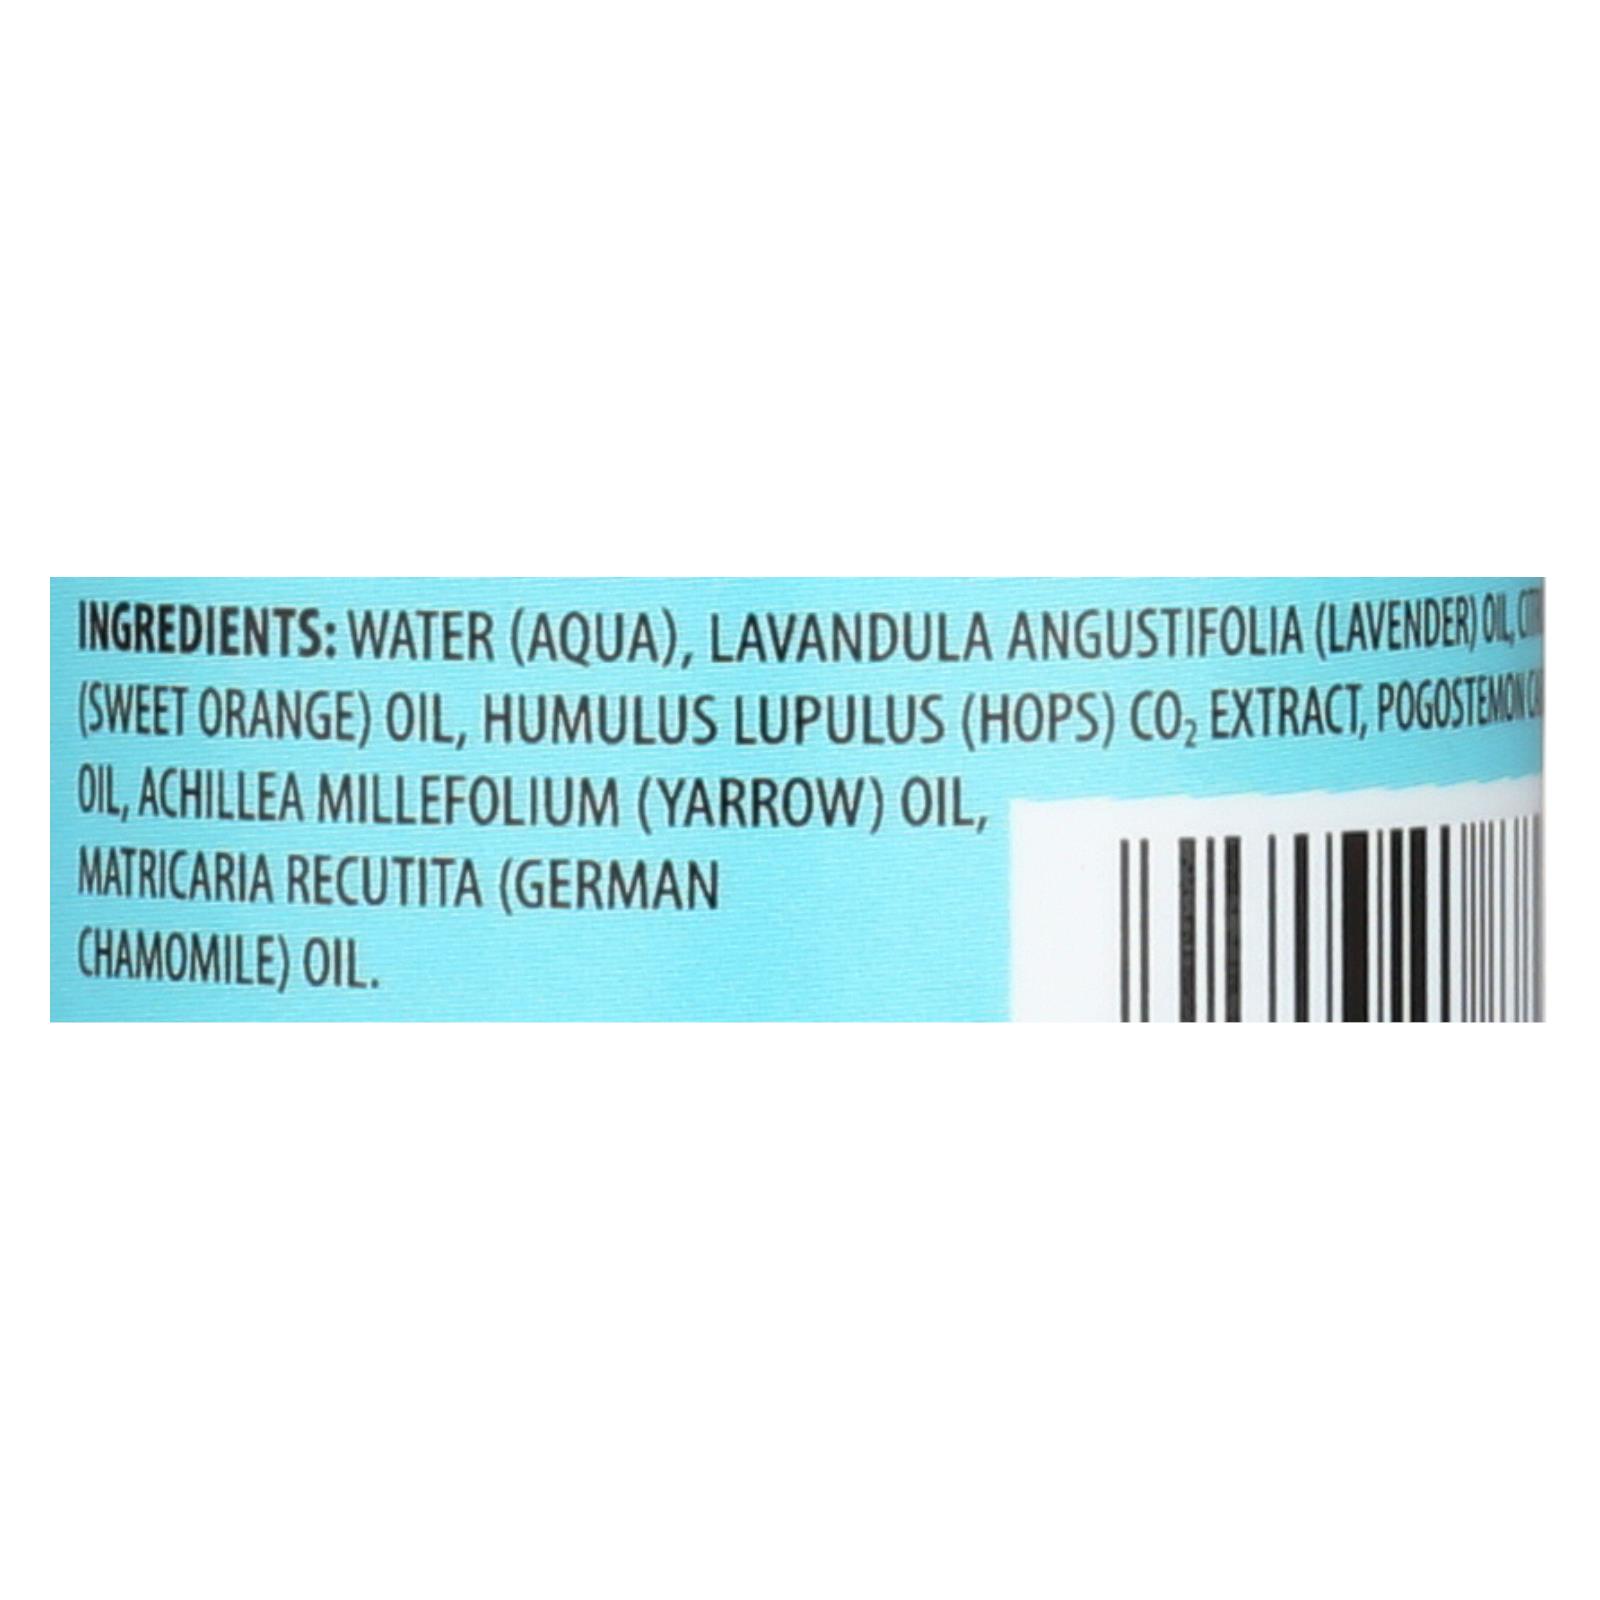 INGREDIENTS: WATER (AQUA), LAVANDULA ANGUSTIFOLIA (LAVENDER) OIL,
(SWEET ORANGE) OIL, HUMULUS LUPULUS (HOPS) CO₂ EXTRACT, POGOSTEMON
OIL, ACHILLEA MILLEFOLIUM (YARROW) OIL,
MATRICARIA RECUTITA (GERMAN
CHAMOMILE) OIL.